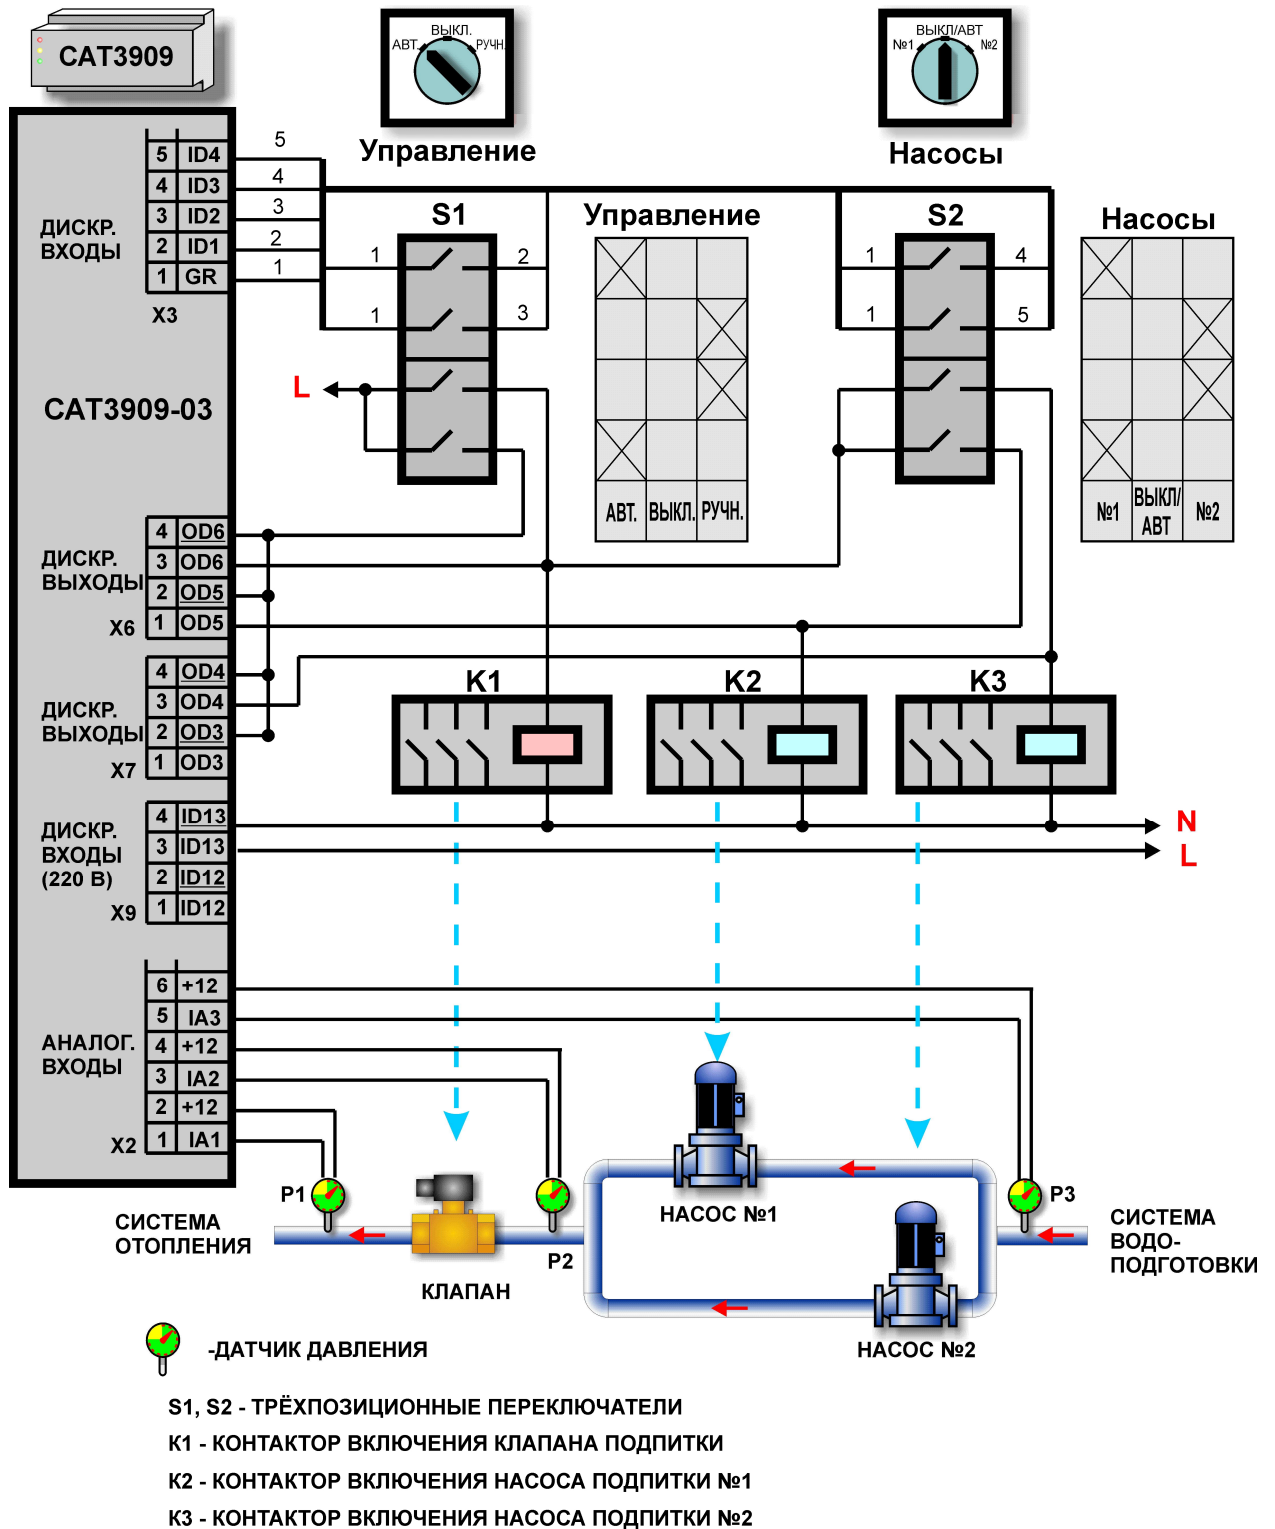 САТ3909
АВТ.
ВЫКЛ.
РУЧН.
Управление
№1
ВЫКЛ/АВТ
№2
Насосы
ДИСКР.
ВХОДЫ
5 ID4
4 ID3
3 ID2
2 ID1
1 GR
X3
5
4
3
2
1
S1
1
2
1
3
Управление
АВТ.
ВЫКЛ.
РУЧН.
S2
1
4
1
5
Насосы
№1
ВЫКЛ/
АВТ
№2
L
САТ3909-03
ДИСКР.
ВЫХОДЫ
4 OD6
3 OD6
2 OD5
1 OD5
X6
ДИСКР.
ВЫХОДЫ
4 OD4
3 OD4
2 OD3
1 OD3
X7
K1
K2
K3
ДИСКР.
ВХОДЫ
(220 В)
4 ID13
3 ID13
2 ID12
1 ID12
X9
N
L
АНАЛОГ.
ВХОДЫ
6 +12
5 IA3
4 +12
3 IA2
2 +12
1 IA1
X2
P1
P2
P3
СИСТЕМА
ОТОПЛЕНИЯ
КЛАПАН
НАСОС №1
НАСОС №2
СИСТЕМА
ВОДО-
ПОДГОТОВКИ
-ДАТЧИК ДАВЛЕНИЯ
S1, S2 - ТРЁХПОЗИЦИОННЫЕ ПЕРЕКЛЮЧАТЕЛИ
К1 - КОНТАКТОР ВКЛЮЧЕНИЯ КЛАПАНА ПОДПИТКИ
К2 - КОНТАКТОР ВКЛЮЧЕНИЯ НАСОСА ПОДПИТКИ №1
К3 - КОНТАКТОР ВКЛЮЧЕНИЯ НАСОСА ПОДПИТКИ №2